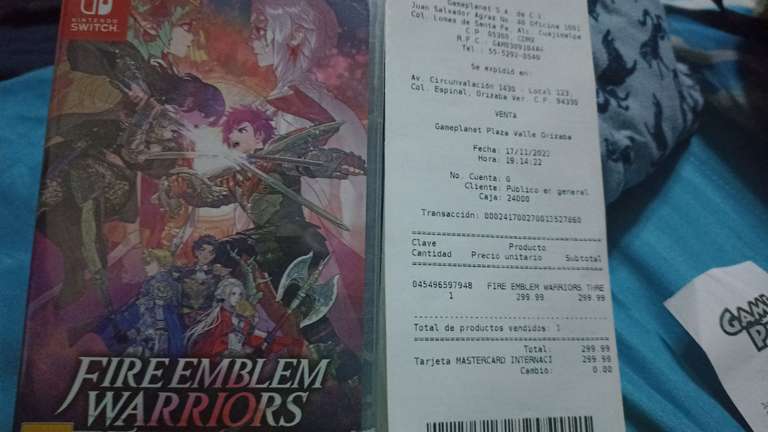 NINTENDO
SWITCH
FIRE EMBLEM
WARRIORS
Gameplanet S.A. de C.V.
Juan Salvador Agraz No. 40 Oficina 1601
Col. Lomas de Santa Fe, Alc. Cuajimalpa
C.P. 05300, CDMX
R.F.C.:
Tel.: 55-5292-0540
Se expidió en:
Av. Circunvalación 1430 - Local 123,
Col. Espinal, Orizaba Ver. C.P. 94330
VENTA
Gameplanet Plaza Valle Orizaba
Fecha: 17/11/2023
Hora: 19:14:22
No. Cuenta: 0
Cliente: Publico en general
Caja: 24000
Transacción:
Clave Producto
Cantidad Precio unitario Subtotal
045496597948 FIRE EMBLEM WARRIORS THRE
1 299.99 299.99
Total de productos vendidos: 1
Total: 299.99
Tarjeta MASTERCARD INTERNACI 299.99
Cambio: 0.00